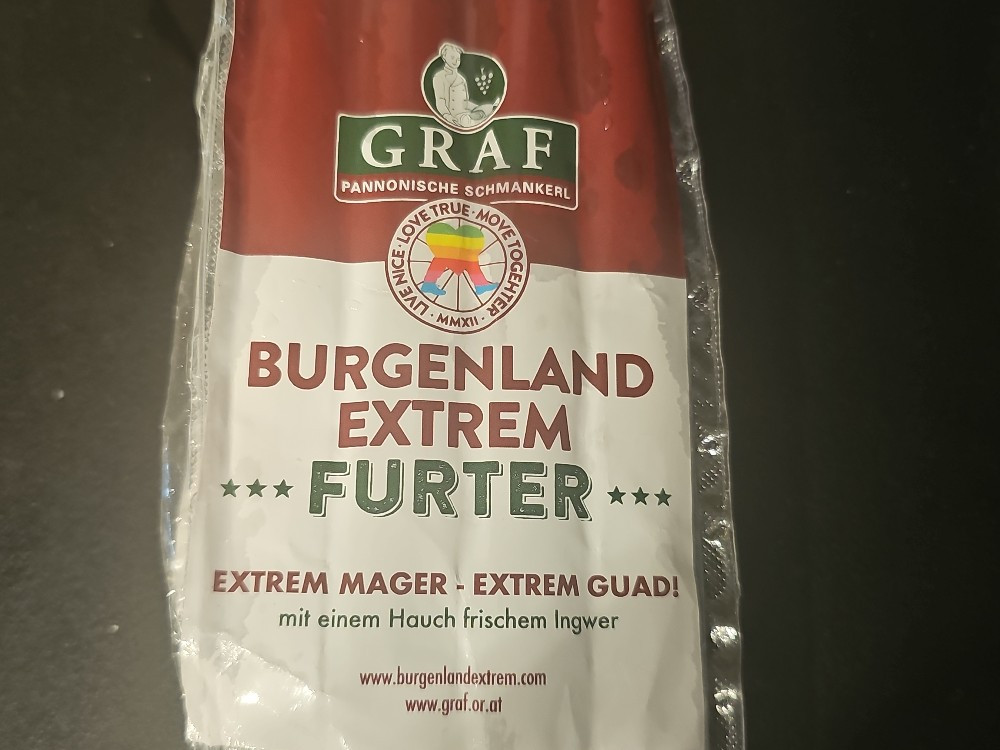 GRAF
PANNONISCHE SCHMANKERL
LIVE NICE · LOVE TRUE · MOVE TOGEHTER · MMXII ·
BURGENLAND
EXTREM
FURTER
EXTREM MAGER - EXTREM GUAD!
mit einem Hauch frischem Ingwer
www.burgenlandextrem.com
www.graf.or.at